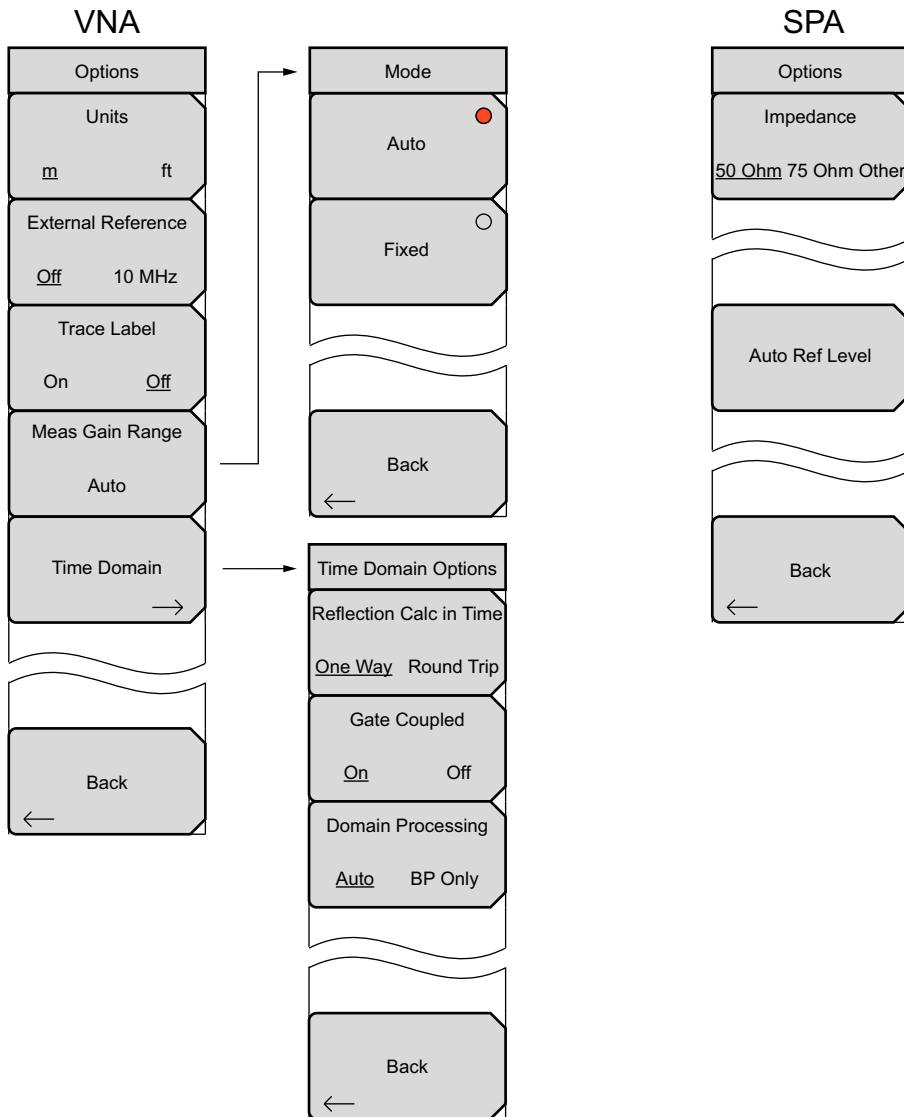 VNA
Options
Units
m ft
External Reference
Off 10 MHz
Trace Label
On Off
Meas Gain Range
Auto
Time Domain
Back
Mode
Auto
Fixed
Back
Time Domain Options
Reflection Calc in Time
One Way Round Trip
Gate Coupled
On Off
Domain Processing
Auto BP Only
Back
SPA
Options
Impedance
50 Ohm 75 Ohm Other
Auto Ref Level
Back